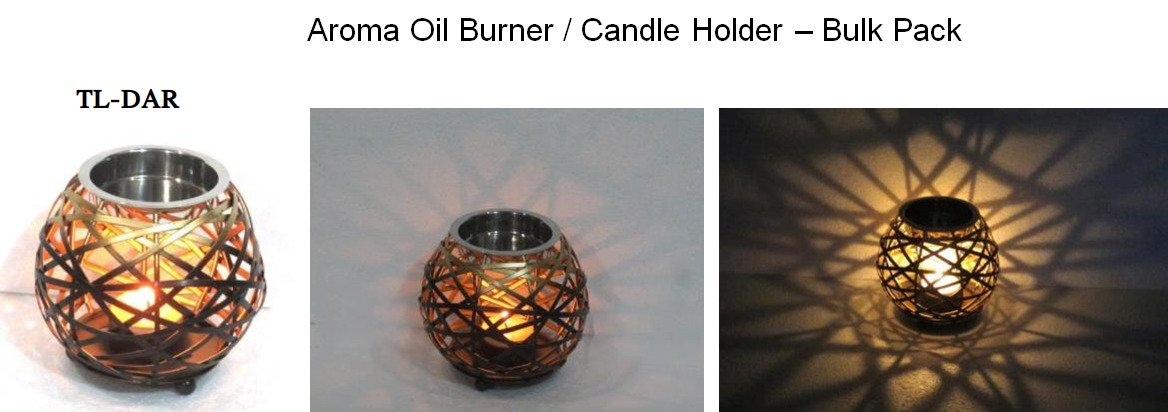 Aroma Oil Burner / Candle Holder – Bulk Pack
TL-DAR